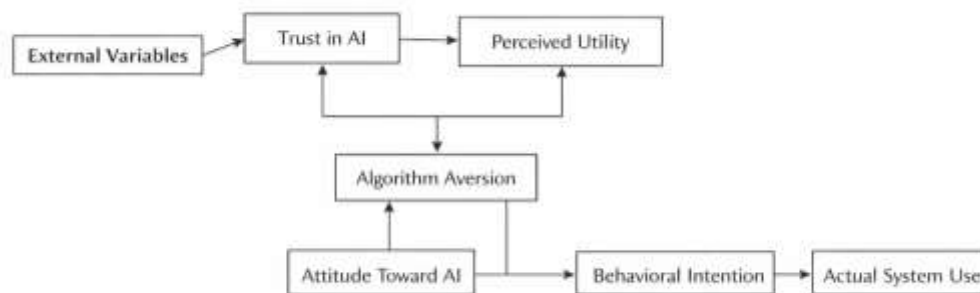 Trust in AI
Perceived Utility
External Variables
Algorithm Aversion
Attitude Toward AI
Behavioral Intention
Actual System Use